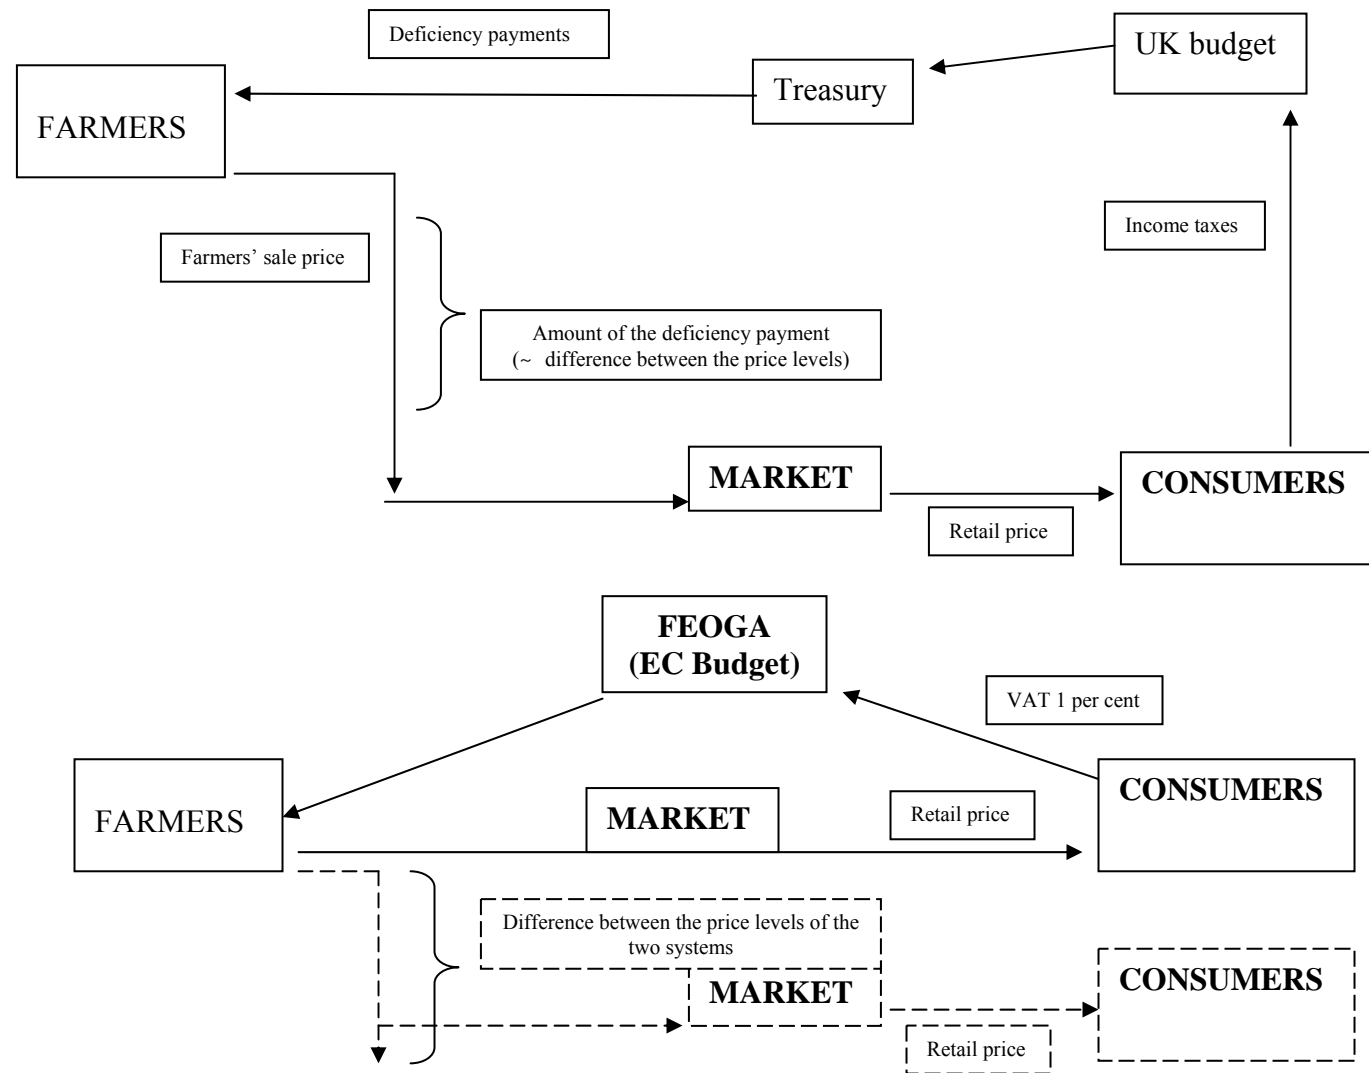 Deficiency payments
UK budget
Treasury
FARMERS
Income taxes
Farmers’ sale price
Amount of the deficiency payment
(~ difference between the price levels)
MARKET
CONSUMERS
Retail price
FEOGA
(EC Budget)
VAT 1 per cent
FARMERS
MARKET
Retail price
CONSUMERS
Difference between the price levels of the
two systems
MARKET
CONSUMERS
Retail price